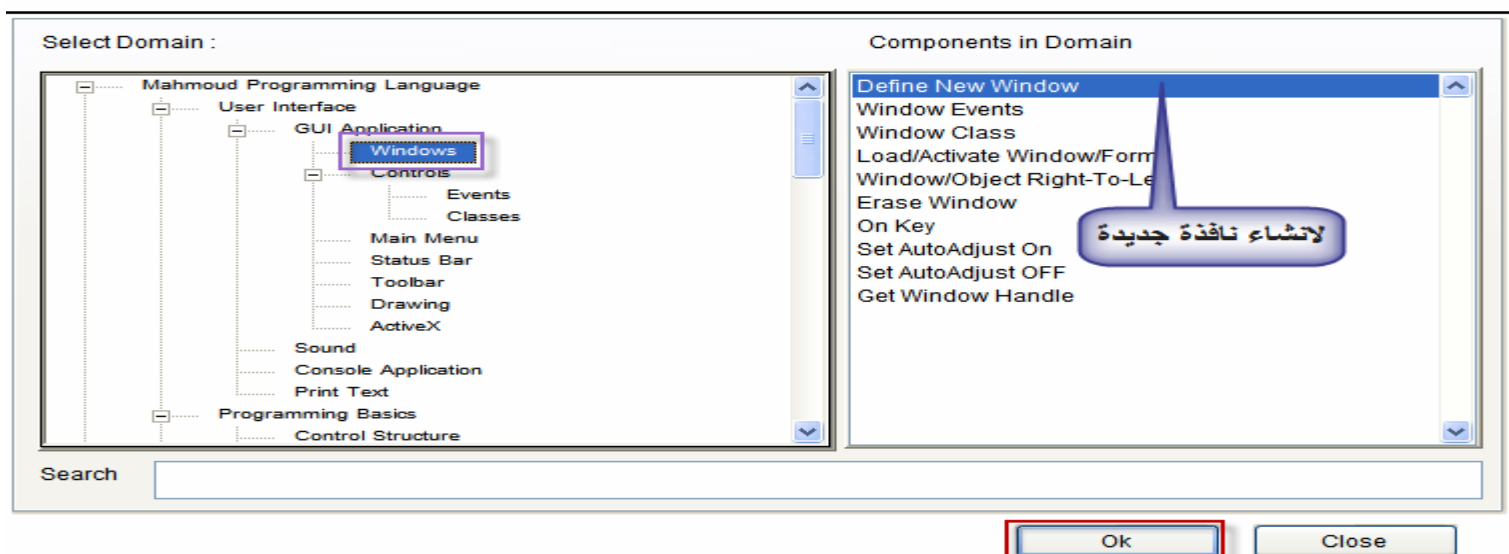 Select Domain :
Mahmoud Programming Language
User Interface
GUI Application
Windows
Controls
Events
Classes
Main Menu
Status Bar
Toolbar
Drawing
ActiveX
Sound
Console Application
Print Text
Programming Basics
Control Structure
Components in Domain
Define New Window
Window Events
Window Class
Load/Activate Window/Form
Window/Object Right-To-Le
Erase Window
On Key
Set AutoAdjust On
Set AutoAdjust OFF
Get Window Handle
لانشاء نافذة جديدة
Search
Ok
Close